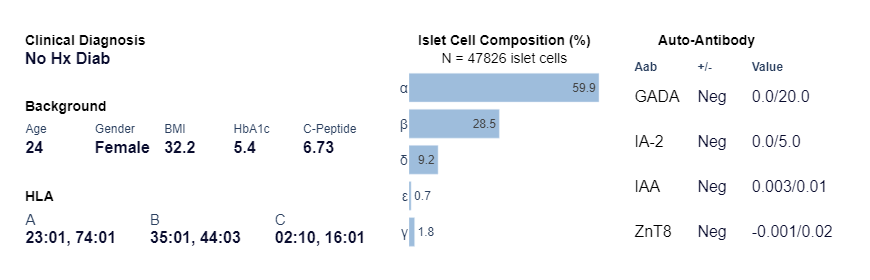 Clinical Diagnosis
No Hx Diab
Background
Age Gender BMI HbA1c C-Peptide
24 Female 32.2 5.4 6.73
HLA
A B C
23:01, 74:01 35:01, 44:03 02:10, 16:01
Islet Cell Composition (%)
N = 47826 islet cells
α 59.9
β 28.5
δ 9.2
ε 0.7
γ 1.8
Auto-Antibody
Aab +/- Value
GADA Neg 0.0/20.0
IA-2 Neg 0.0/5.0
IAA Neg 0.003/0.01
ZnT8 Neg -0.001/0.02